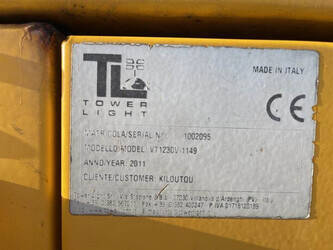 TL
TOWER
LIGHT
MADE IN ITALY
CE
MATRICOLA/SERIAL N° 1002095
MODELLO/MODEL VT1230V-1149
ANNO/YEAR 2011
CLIENTE/CUSTOMER KILOUTOU
Italy